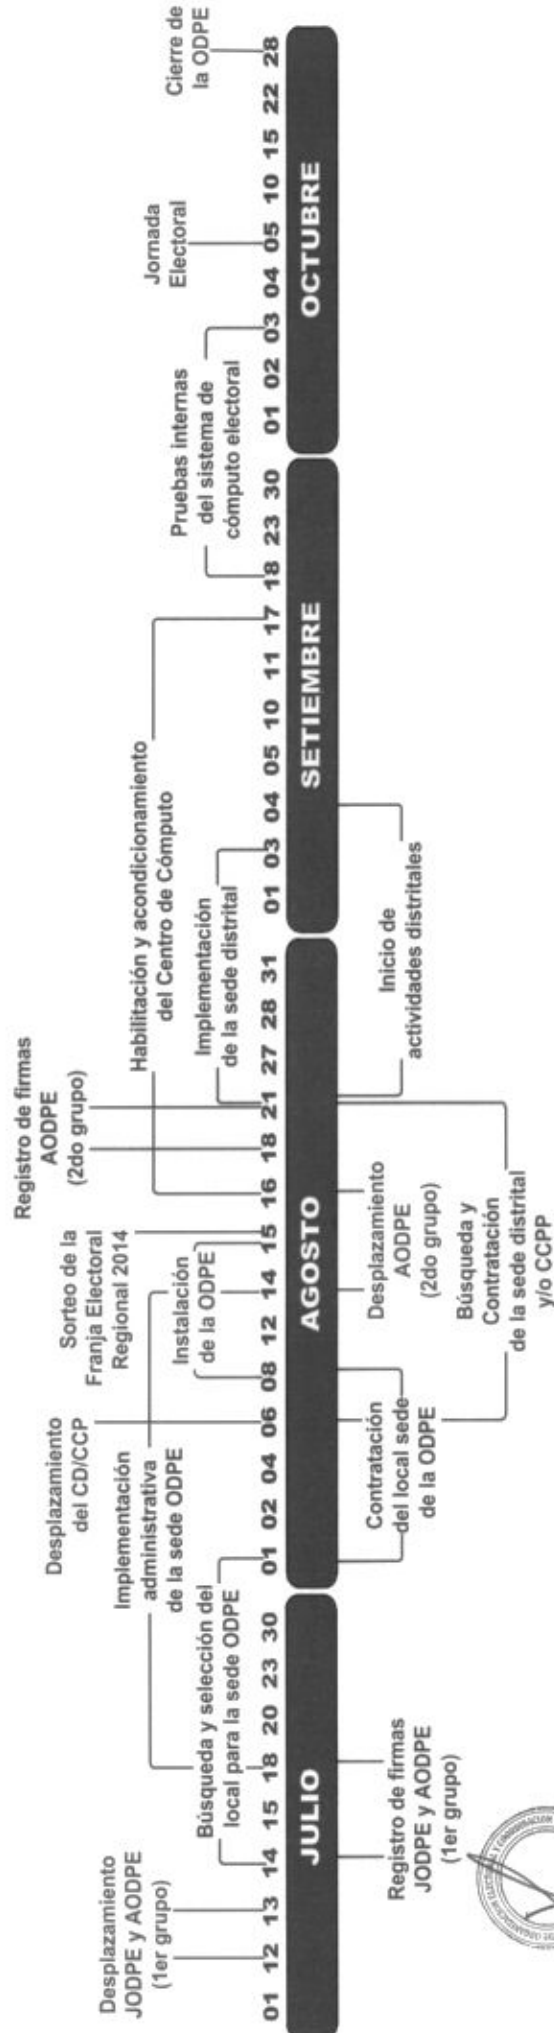 Desplazamiento
JODPE y AODPE
(1er grupo)
Búsqueda y selección del
local para la sede ODPE
Implementación
administrativa
de la sede ODPE
Desplazamiento
del CD/CCP
Instalación
de la ODPE
Sorteo de la
Franja Electoral
Regional 2014
Registro de firmas
AODPE
(2do grupo)
Habilitación y acondicionamiento
del Centro de Cómputo
Implementación
de la sede distrital
Pruebas internas
del sistema de
cómputo electoral
Jornada
Electoral
Cierre de
la ODPE
01 12 13 14 15 18 20 23 30
01 02 04 06 08 12 14 15 16 18 21 27 28 31
01 03 04 05 10 11 17 18 23 30
01 02 03 04 05 10 15 22 28
JULIO
AGOSTO
SETIEMBRE
OCTUBRE
Registro de firmas
JODPE y AODPE
(1er grupo)
Contratación
del local sede
de la ODPE
Desplazamiento
AODPE
(2do grupo)
Búsqueda y
Contratación
de la sede distrital
y/o CCPP
Inicio de
actividades distritales